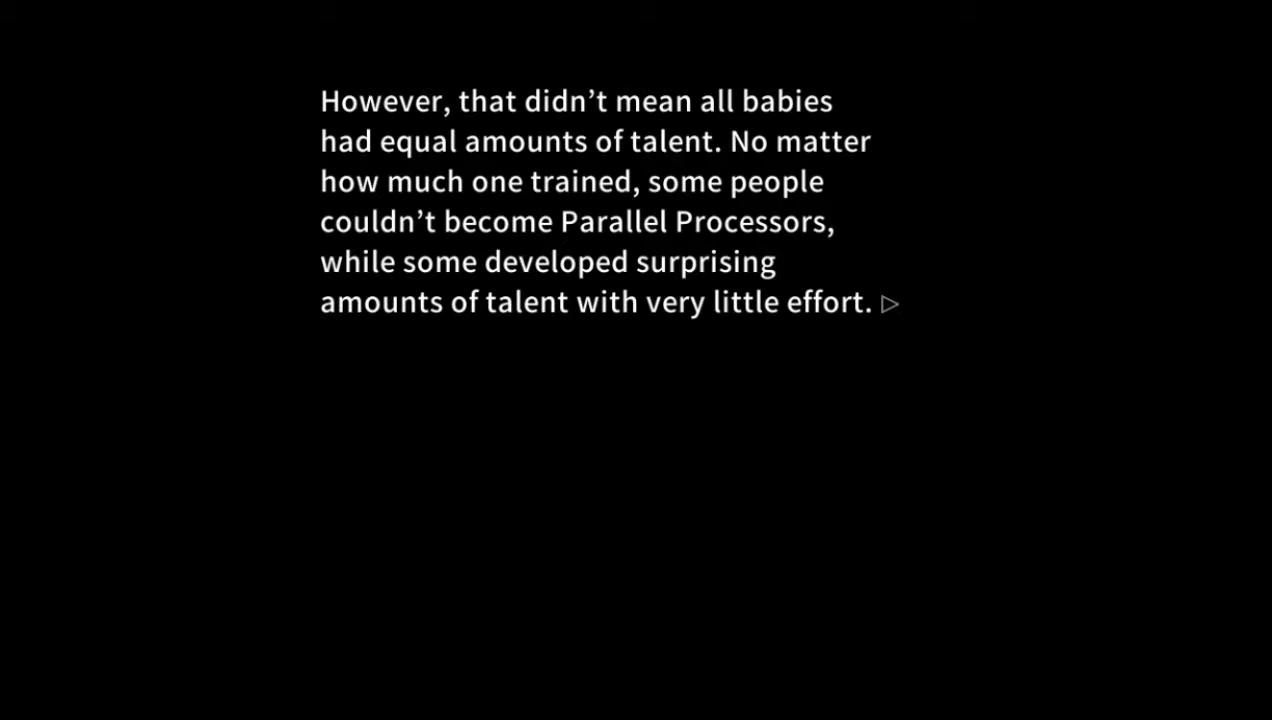 However, that didn’t mean all babies
had equal amounts of talent. No matter
how much one trained, some people
couldn’t become Parallel Processors,
while some developed surprising
amounts of talent with very little effort. ▷